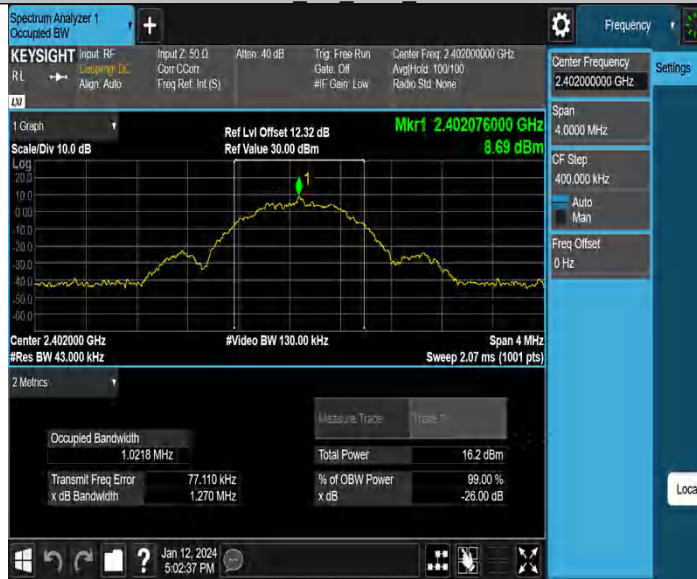 Spectrum Analyzer 1
Occupied BW
+
Frequency
KEYSIGHT
Input: RF
Input Z: 50 Ω
Atten: 40 dB
Trig: Free Run
Center Freq: 2.402000000 GHz
RL
Coupling: DC
Corr CCorr
Gate: Off
Avg|Hold: 100/100
Align: Auto
Freq Ref: Int (S)
#IF Gain: Low
Radio Std: None
LXI
Center Frequency
2.402000000 GHz
Settings
Span
4.0000 MHz
CF Step
400.000 kHz
Auto
Man
Freq Offset
0 Hz
1 Graph
Ref Lvl Offset 12.32 dB
Mkr1 2.402076000 GHz
Scale/Div 10.0 dB
Ref Value 30.00 dBm
8.69 dBm
Log
20.0
10.0
0.00
-10.0
-20.0
-30.0
-40.0
-50.0
-60.0
1
Center 2.402000 GHz
#Video BW 130.00 kHz
Span 4 MHz
#Res BW 43.000 kHz
Sweep 2.07 ms (1001 pts)
2 Metrics
Measure Trace
Trace 1
Occupied Bandwidth
1.0218 MHz
Total Power
16.2 dBm
Transmit Freq Error
77.110 kHz
% of OBW Power
99.00 %
x dB Bandwidth
1.270 MHz
x dB
-26.00 dB
Loca
?
Jan 12, 2024
5:02:37 PM